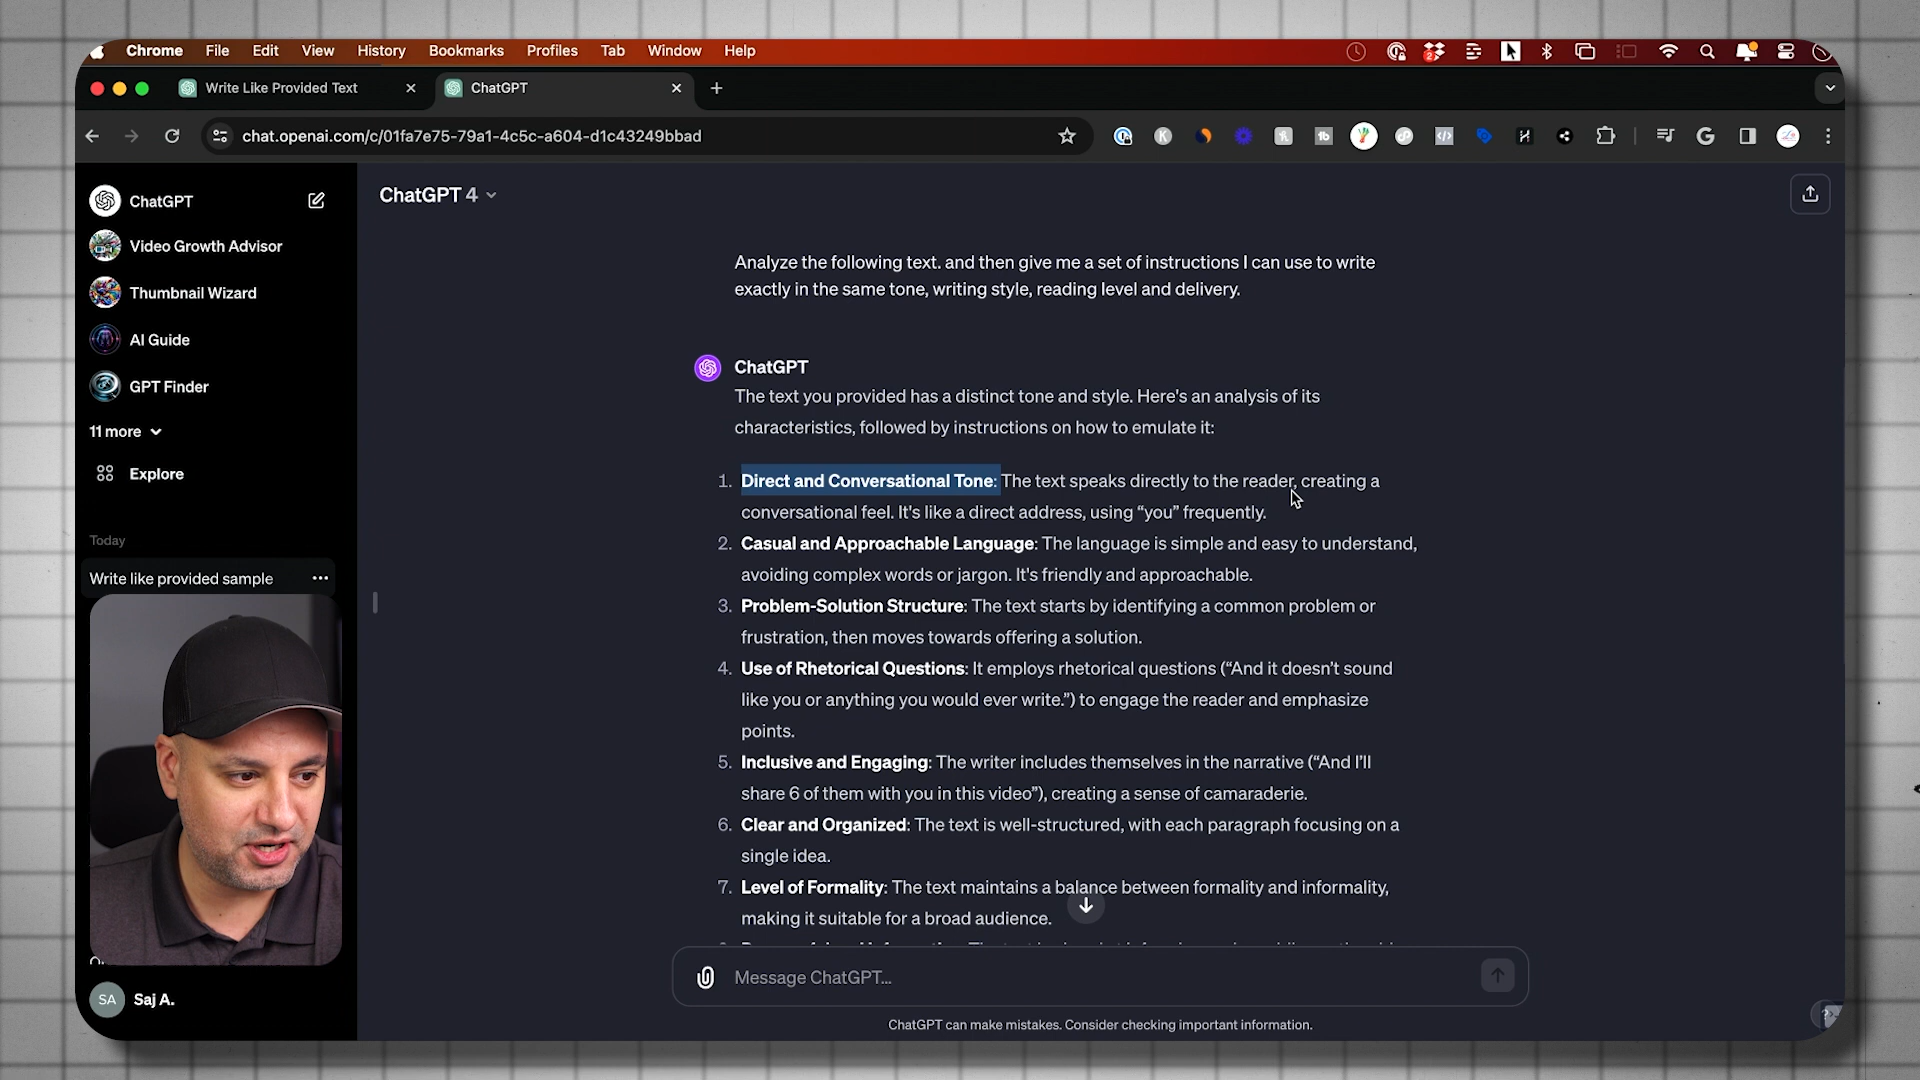 Chrome File Edit View History Bookmarks Profiles Tab Window Help
Write Like Provided Text
ChatGPT
chat.openai.com/c/01fa7e75-79a1-4c5c-a604-d1c43249bbad
ChatGPT
Video Growth Advisor
Thumbnail Wizard
AI Guide
GPT Finder
11 more
Explore
Today
Write like provided sample
SA Saj A.
ChatGPT 4
Analyze the following text. and then give me a set of instructions I can use to write
exactly in the same tone, writing style, reading level and delivery.
ChatGPT
The text you provided has a distinct tone and style. Here's an analysis of its
characteristics, followed by instructions on how to emulate it:
1. Direct and Conversational Tone: The text speaks directly to the reader, creating a
conversational feel. It's like a direct address, using “you” frequently.
2. Casual and Approachable Language: The language is simple and easy to understand,
avoiding complex words or jargon. It's friendly and approachable.
3. Problem-Solution Structure: The text starts by identifying a common problem or
frustration, then moves towards offering a solution.
4. Use of Rhetorical Questions: It employs rhetorical questions (“And it doesn’t sound
like you or anything you would ever write.”) to engage the reader and emphasize
points.
5. Inclusive and Engaging: The writer includes themselves in the narrative (“And I’ll
share 6 of them with you in this video”), creating a sense of camaraderie.
6. Clear and Organized: The text is well-structured, with each paragraph focusing on a
single idea.
7. Level of Formality: The text maintains a balance between formality and informality,
making it suitable for a broad audience.
Message ChatGPT...
ChatGPT can make mistakes. Consider checking important information.